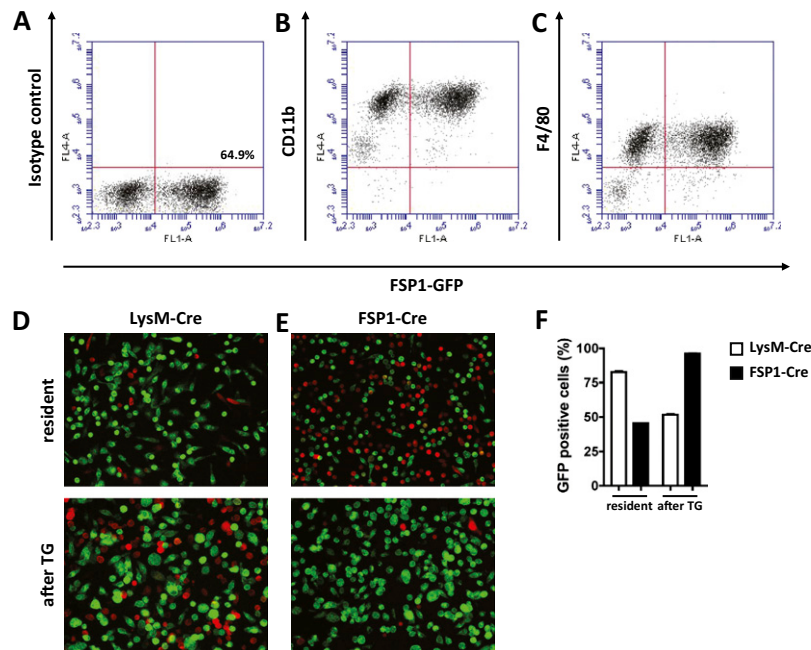 A
B
C
Isotype control
CD11b
F4/80
FL4-A
FL4-A
FL4-A
64.9%
FL1-A
FL1-A
FL1-A
FSP1-GFP
D
LysM-Cre
E
FSP1-Cre
F
resident
after TG
LysM-Cre
FSP1-Cre
GFP positive cells (%)
100
75
50
25
0
resident after TG